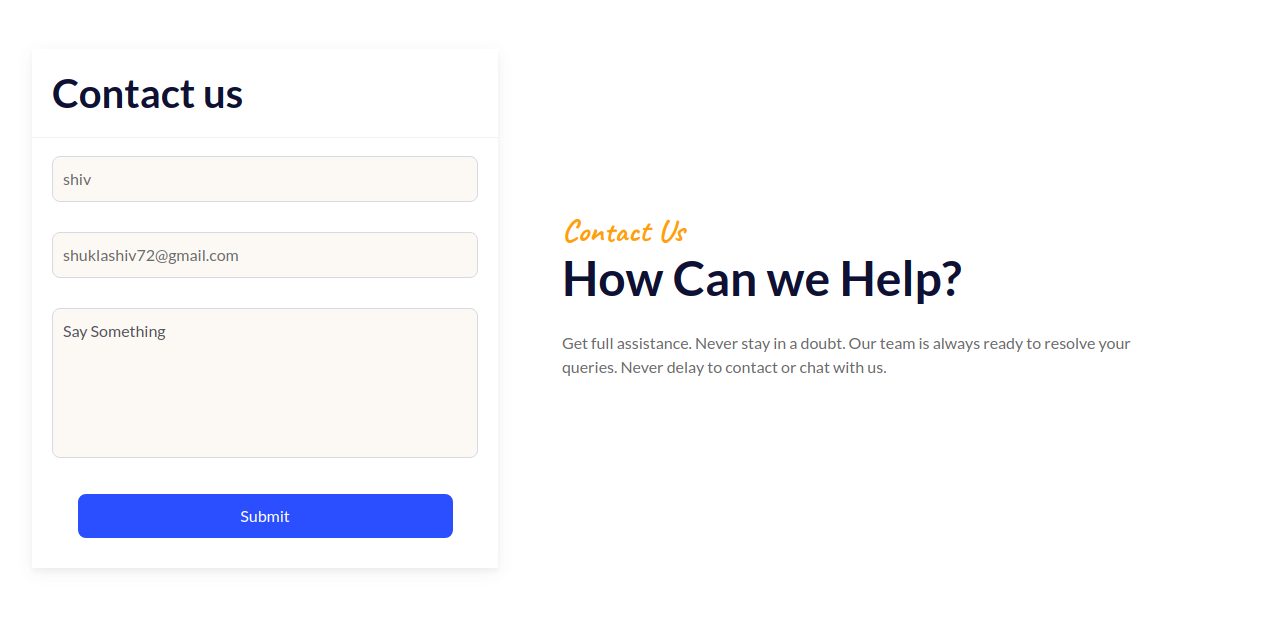 Contact us
shiv
shuklashiv72@gmail.com
Say Something
Submit
Contact Us
How Can we Help?
Get full assistance. Never stay in a doubt. Our team is always ready to resolve your
queries. Never delay to contact or chat with us.